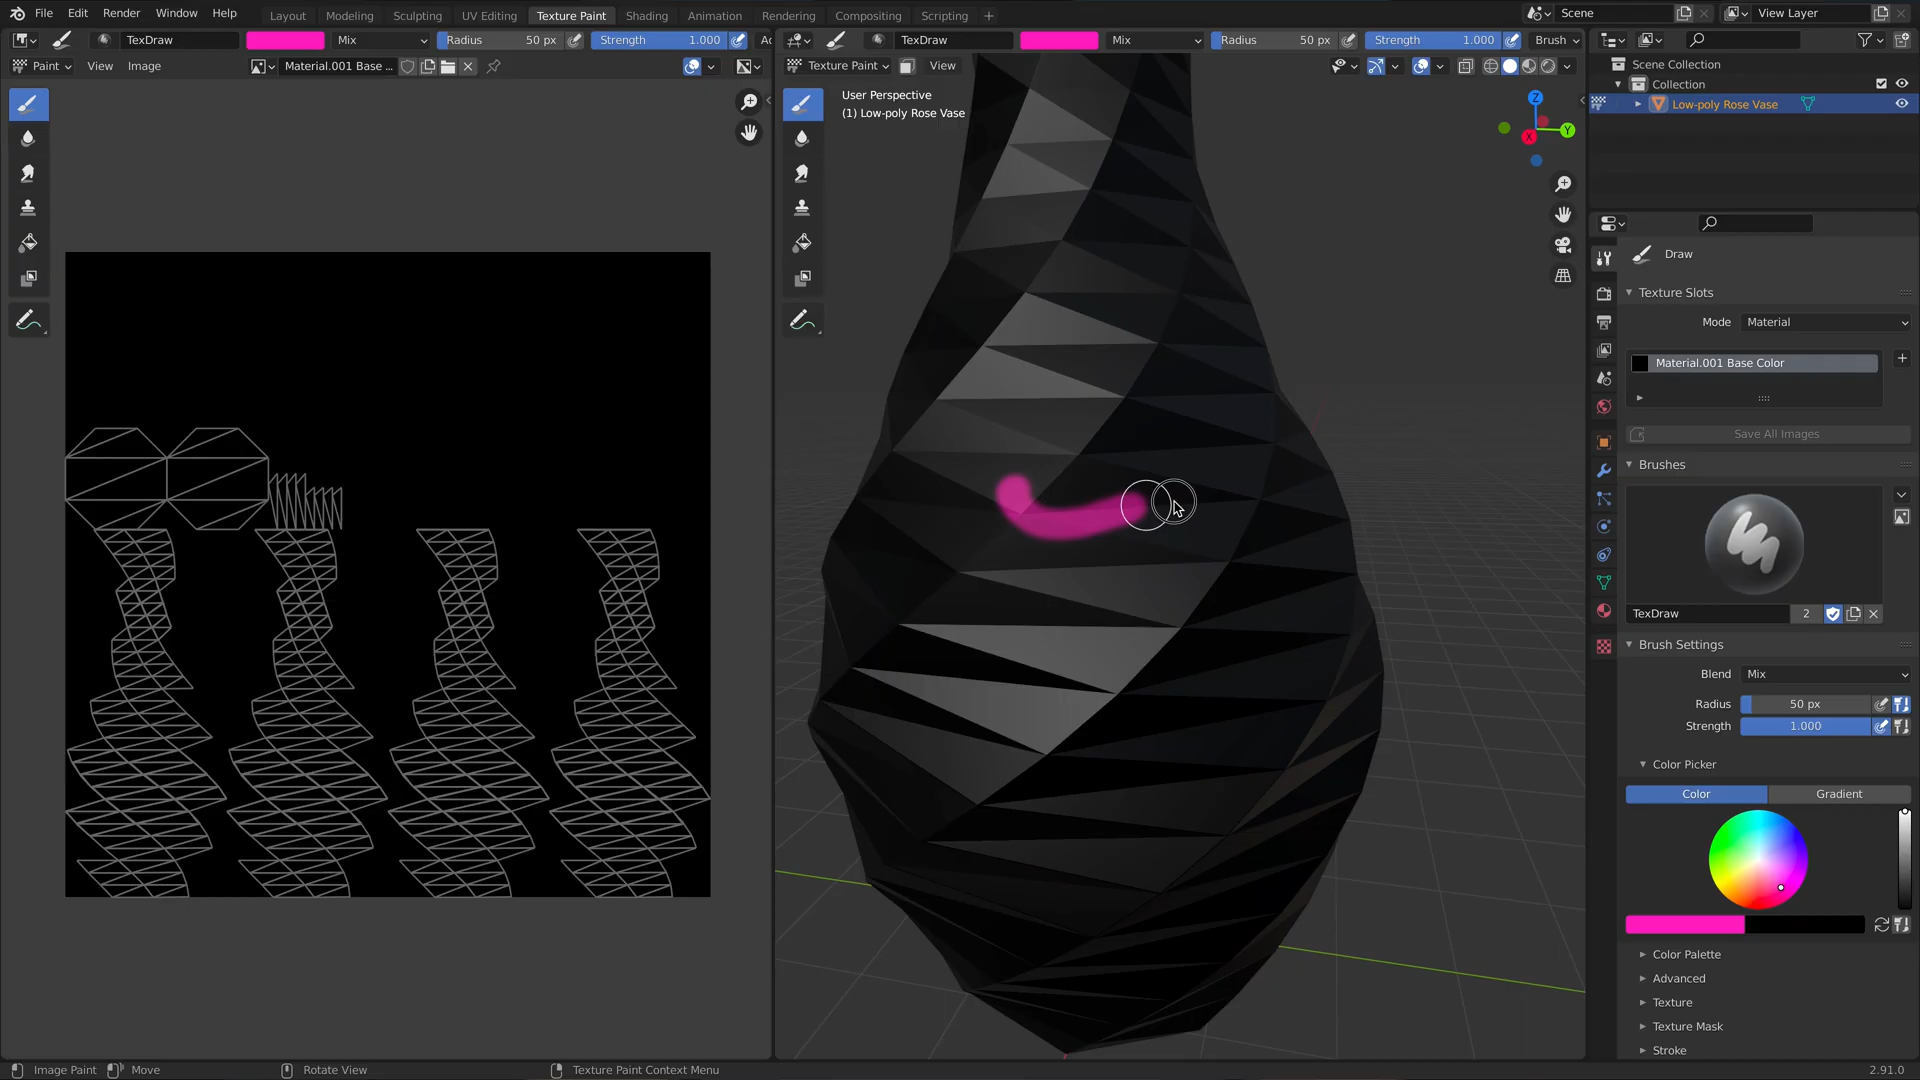 File Edit Render Window Help Layout Modeling Sculpting UV Editing Texture Paint Shading Animation Rendering Compositing Scripting + Scene View Layer
TexDraw Mix Radius 50 px Strength 1.000 TexDraw Mix Radius 50 px Strength 1.000 Brush
Paint View Image Material.001 Base ... Texture Paint View
User Perspective
(1) Low-poly Rose Vase
Z
Y
X
Scene Collection
Collection
Low-poly Rose Vase
Draw
Texture Slots
Mode Material
Material.001 Base Color
Save All Images
Brushes
TexDraw 2
Brush Settings
Blend Mix
Radius 50 px
Strength 1.000
Color Picker
Color Gradient
Color Palette
Advanced
Texture
Texture Mask
Stroke
Image Paint Move Rotate View Texture Paint Context Menu 2.91.0